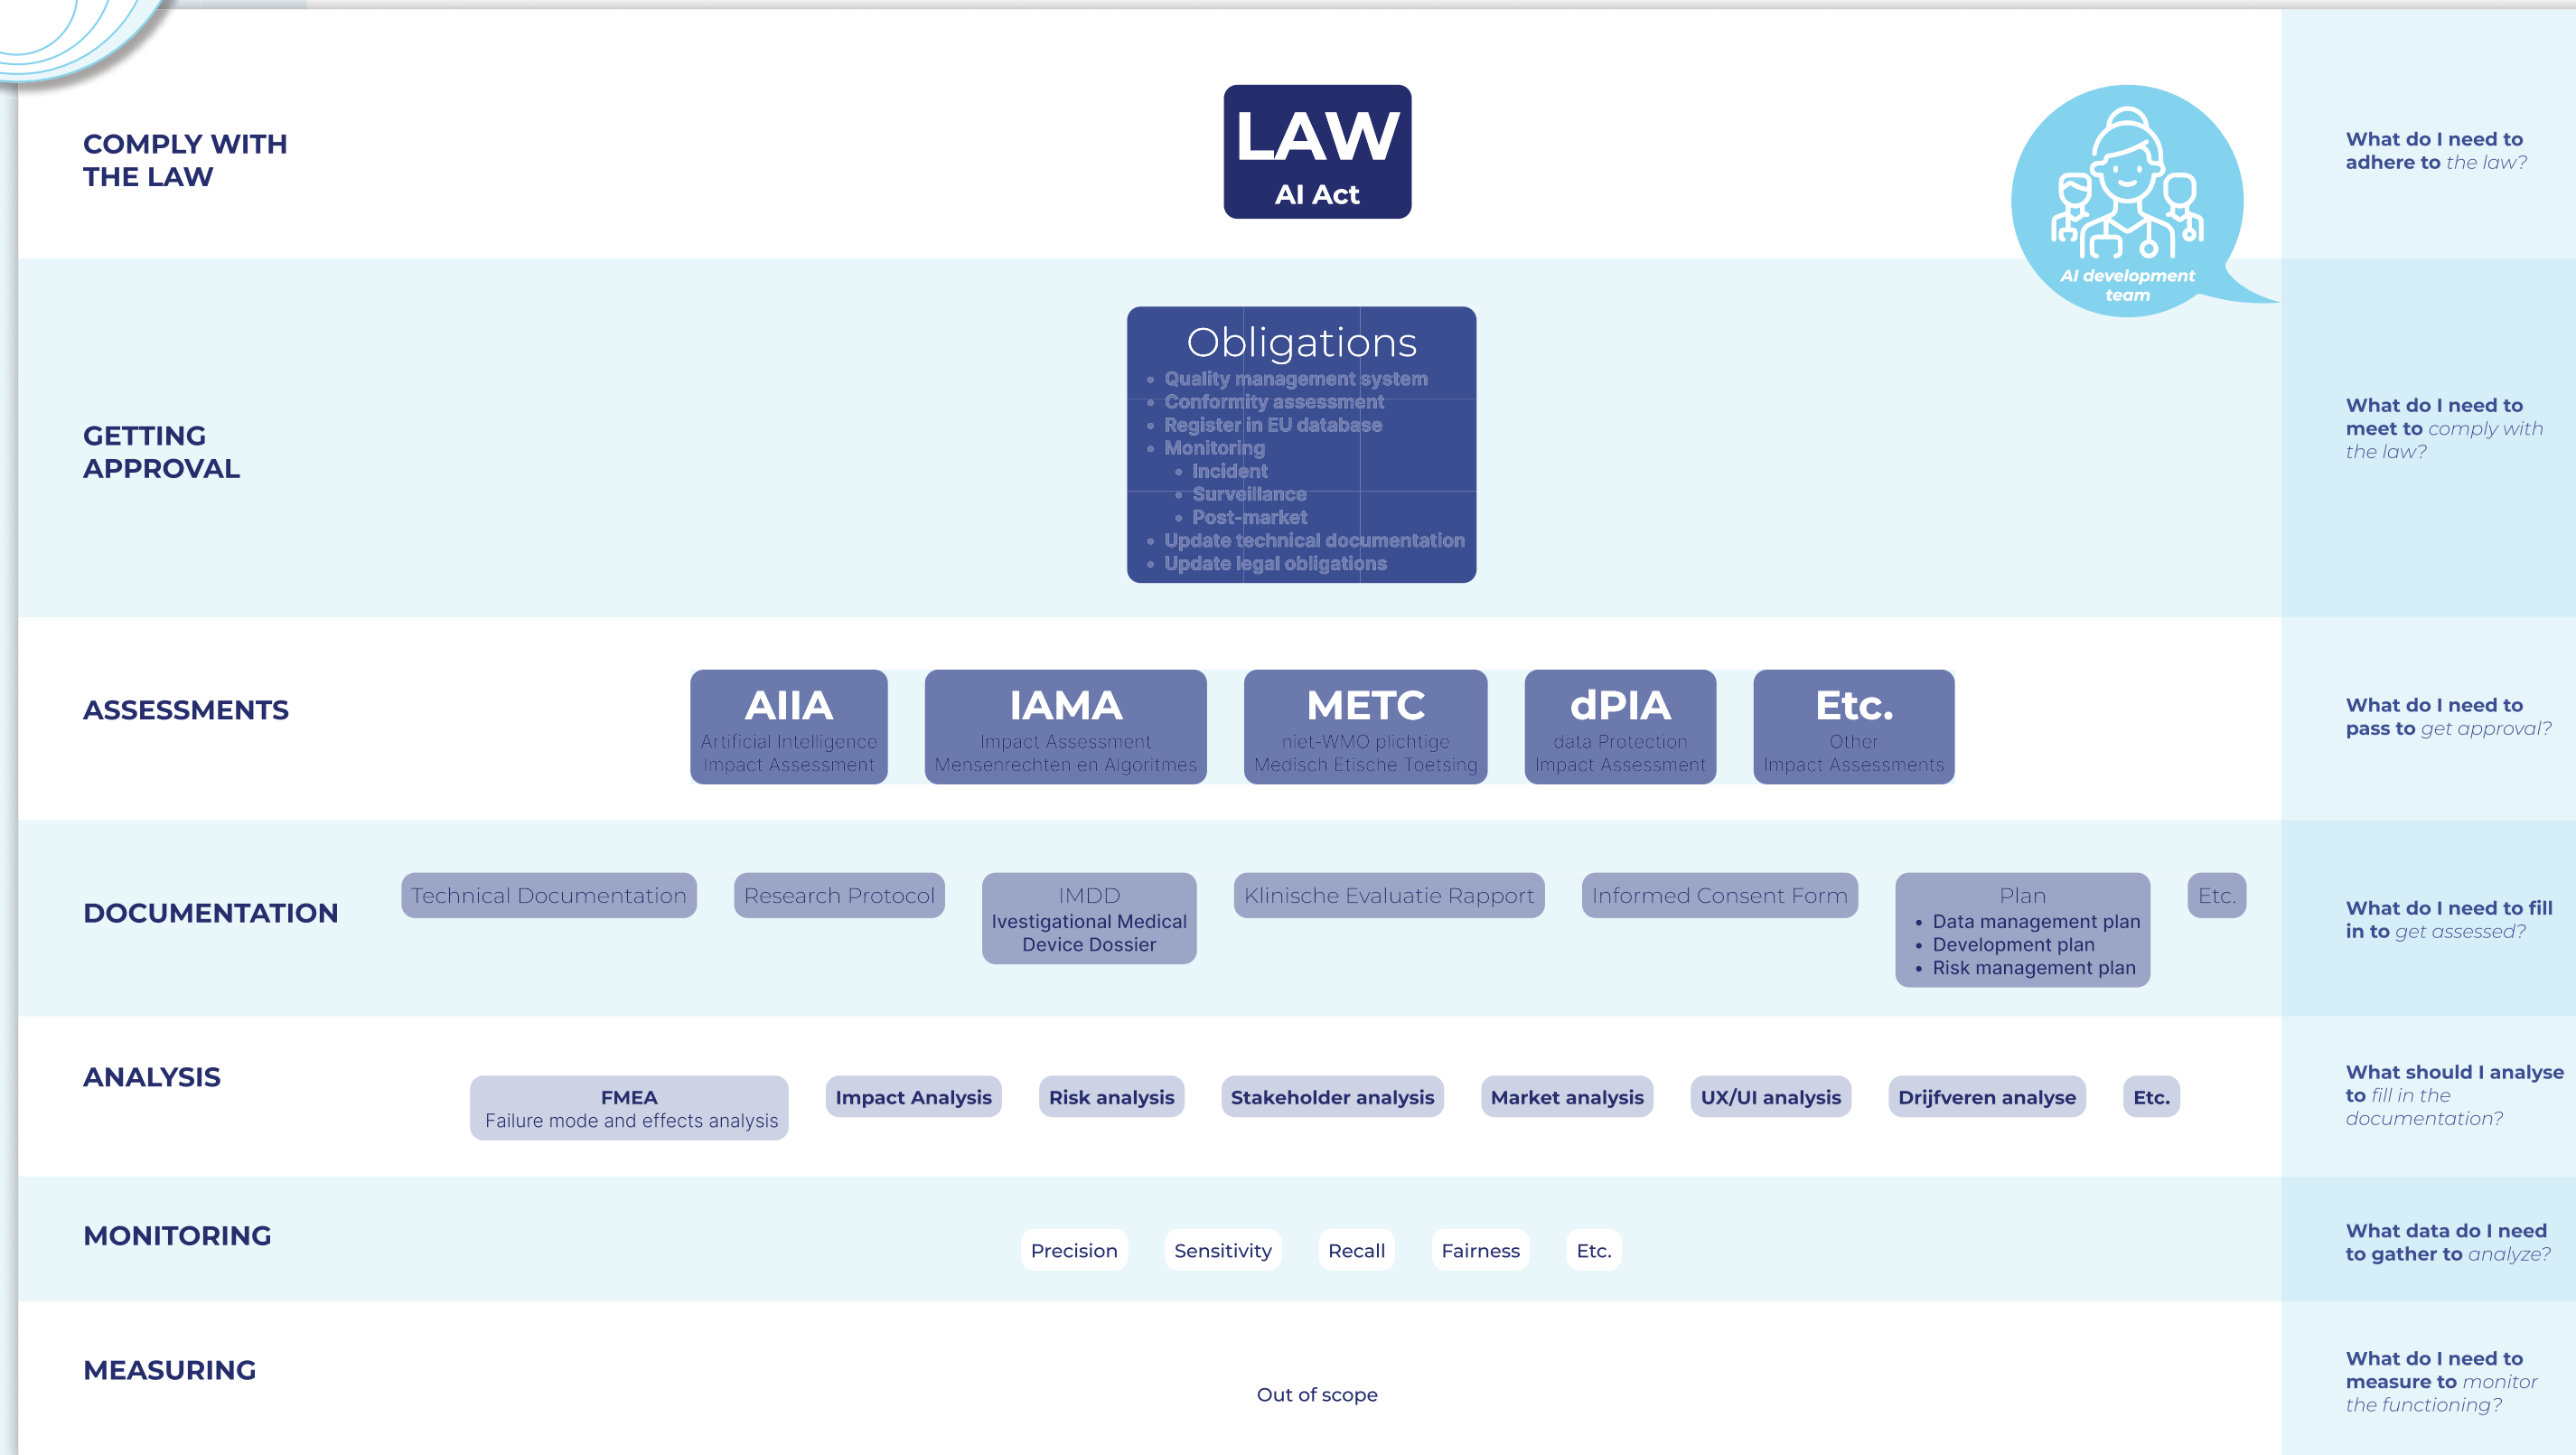 COMPLY WITH
THE LAW
LAW
AI Act
AI development
team
What do I need to
adhere to the law?
GETTING
APPROVAL
Obligations
• Quality management system
• Conformity assessment
• Register in EU database
• Monitoring
• Incident
• Surveillance
• Post-market
• Update technical documentation
• Update legal obligations
What do I need to
meet to comply with
the law?
ASSESSMENTS
AIIA
Artificial Intelligence
Impact Assessment
IAMA
Impact Assessment
Mensenrechten en Algoritmes
METC
niet-WMO plichtige
Medisch Etische Toetsing
dPIA
data Protection
Impact Assessment
Etc.
Other
Impact Assessments
What do I need to
pass to get approval?
DOCUMENTATION
Technical Documentation
Research Protocol
IMDD
Ivestigational Medical
Device Dossier
Klinische Evaluatie Rapport
Informed Consent Form
Plan
• Data management plan
• Development plan
• Risk management plan
Etc.
What do I need to fill
in to get assessed?
ANALYSIS
FMEA
Failure mode and effects analysis
Impact Analysis
Risk analysis
Stakeholder analysis
Market analysis
UX/UI analysis
Drijfveren analyse
Etc.
What should I analyse
to fill in the
documentation?
MONITORING
Precision
Sensitivity
Recall
Fairness
Etc.
What data do I need
to gather to analyze?
MEASURING
Out of scope
What do I need to
measure to monitor
the functioning?